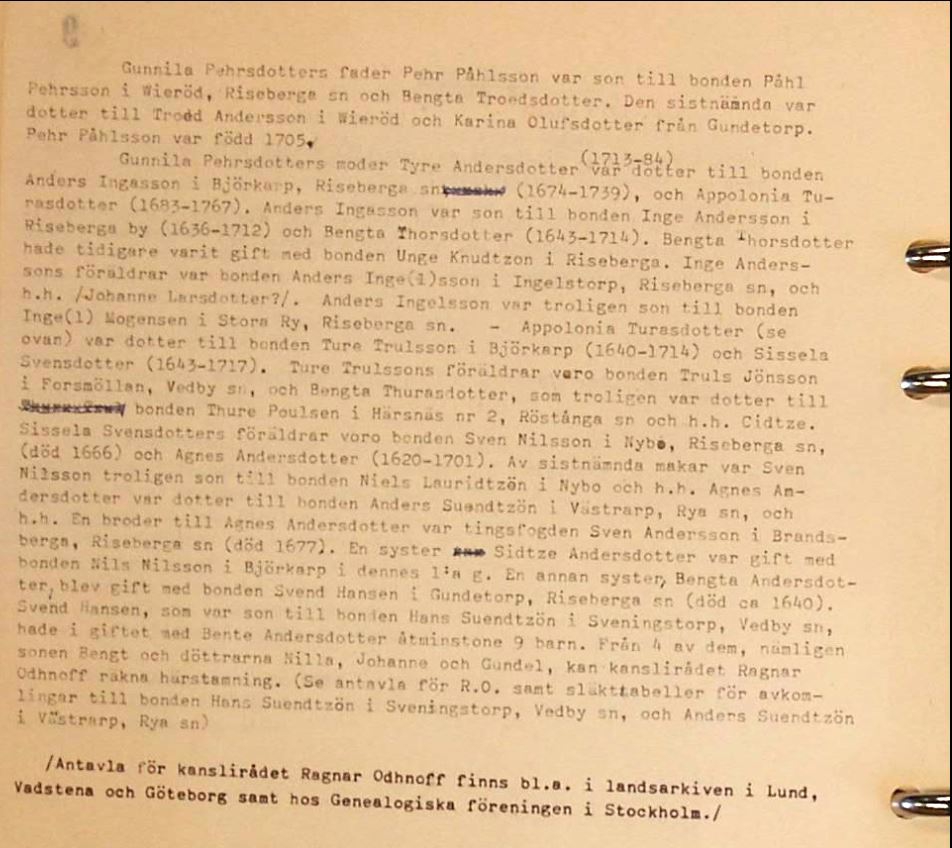 9
Gunnila Pehrsdotters fader Pehr Påhlsson var son till bonden Påhl
Pehrsson i Wieröd, Riseberga sn och Bengta Troedsdotter. Den sistnäända var
dotter till Troed Andersson i Wieröd och Karina Olufsdotter från Gundetorp.
Pehr Påhlsson var född 1705.
(1713-84)
Gunnila Pehrsdotters moder Tyre Andersdotter var dotter till bonden
Anders Ingasson i Björkarp, Riseberga sn (1674-1739), och Appolonia Tu-
rasdotter (1683-1767). Anders Ingasson var son till bonden Inge Andersson i
Riseberga by (1636-1712) och Bengta Thorsdotter (1643-1714). Bengta Thorsdotter
hade tidigare varit gift med bonden Unge Knudtzon i Riseberga. Inge Anders-
sons föräldrar var bonden Anders Inge(l)sson i Ingelstorp, Riseberga sn, och
h.h. /Johanne Larsdotter?/. Anders Ingelsson var troligen son till bonden
Inge(l) Mogensen i Stora Ry, Riseberga sn. - Appolonia Turasdotter (se
ovan) var dotter till bonden Ture Trulsson i Björkarp (1640-1714) och Sissela
Svensdotter (1643-1717). Ture Trulssons föräldrar voro bonden Truls Jönsson
i Forsmöllan, Vedby sn, och Bengta Thurasdotter, som troligen var dotter till
bonden Thure Poulsen i Härsnäs nr 2, Röstånga sn och h.h. Cidtze.
Sissela Svensdotters föräldrar voro bonden Sven Nilsson i Nybo, Riseberga sn,
(död 1666) och Agnes Andersdotter (1620-1701). Av sistnämnda makar var Sven
Nilsson troligen son till bonden Niels Lauridtzön i Nybo och h.h. Agnes An-
dersdotter var dotter till bonden Anders Suendtzön i Västrarp, Rya sn, och
h.h. En broder till Agnes Andersdotter var tingsfogden Sven Andersson i Brands-
berga, Riseberga sn (död 1677). En syster Sidtze Andersdotter var gift med
bonden Nils Nilsson i Björkarp i dennes 1:a g. En annan syster, Bengta Andersdot-
ter, blev gift med bonden Svend Hansen i Gundetorp, Riseberga sn (död ca 1640).
Svend Hansen, som var son till bonden Hans Suendtzön i Sveningstorp, Vedby sn,
hade i giftet med Bente Andersdotter åtminstone 9 barn. Från 4 av dem, nämligen
sonen Bengt och döttrarna Nilla, Johanne och Gundel, kan kanslirådet Ragnar
Odhnoff räkna härstamning. (Se antavla för R.O. samt släkttabeller för avkom-
lingar till bonden Hans Suendtzön i Sveningstorp, Vedby sn, och Anders Suendtzön
i Västrarp, Rya sn)
/Antavla för kanslirådet Ragnar Odhnoff finns bl.a. i landsarkiven i Lund,
Vadstena och Göteborg samt hos Genealogiska föreningen i Stockholm./